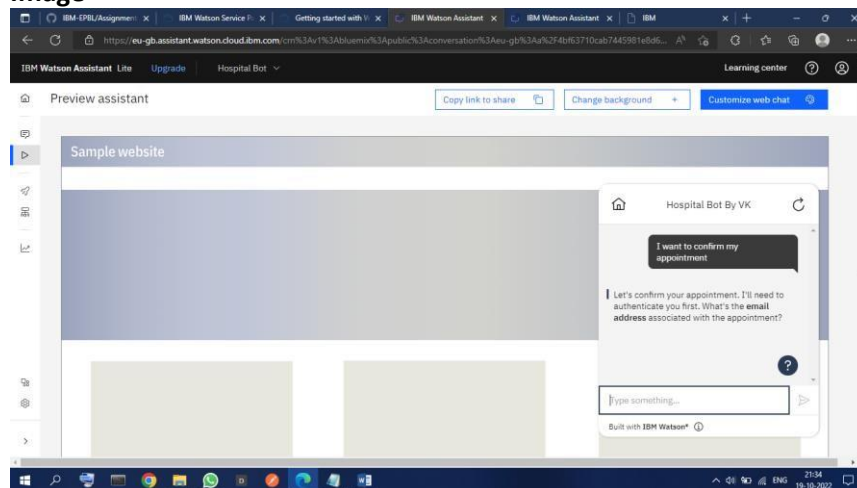 image
IBM-EPBL/Assignment
IBM Watson Service P
Getting started with W
IBM Watson Assistant
IBM Watson Assistant
IBM
https://eu-gb.assistant.watson.cloud.ibm.com/crn%3Av1%3Abluemix%3Apublic%3Aconversation%3Aeu-gb%3Aa%2F4bf63710cab7445981e8d6...
IBM Watson Assistant Lite Upgrade Hospital Bot Learning center
Preview assistant Copy link to share Change background + Customize web chat
Sample website
Hospital Bot By VK
I want to confirm my
appointment
Let's confirm your appointment. I'll need to
authenticate you first. What's the email
address associated with the appointment?
?
Type something...
Built with IBM Watson®
ENG
21:34
19-10-2022